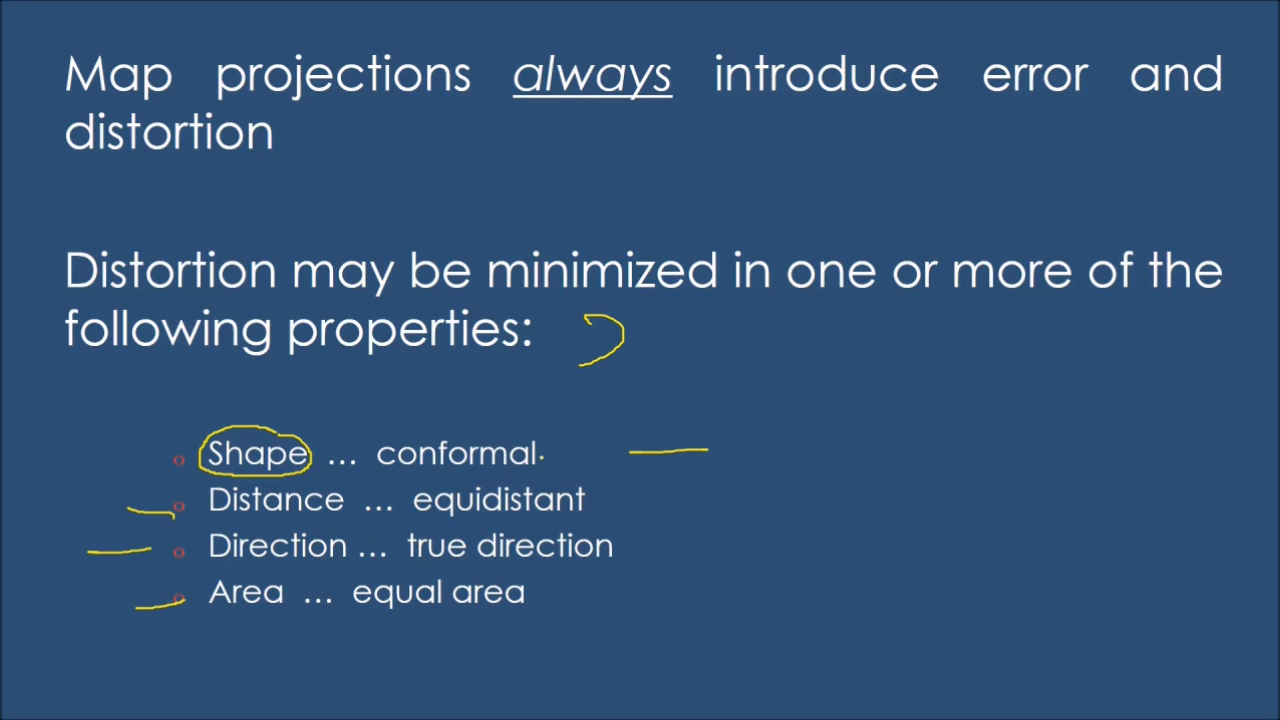 Map projections always introduce error and
distortion
Distortion may be minimized in one or more of the
following properties:
Shape … conformal
Distance … equidistant
Direction … true direction
Area … equal area